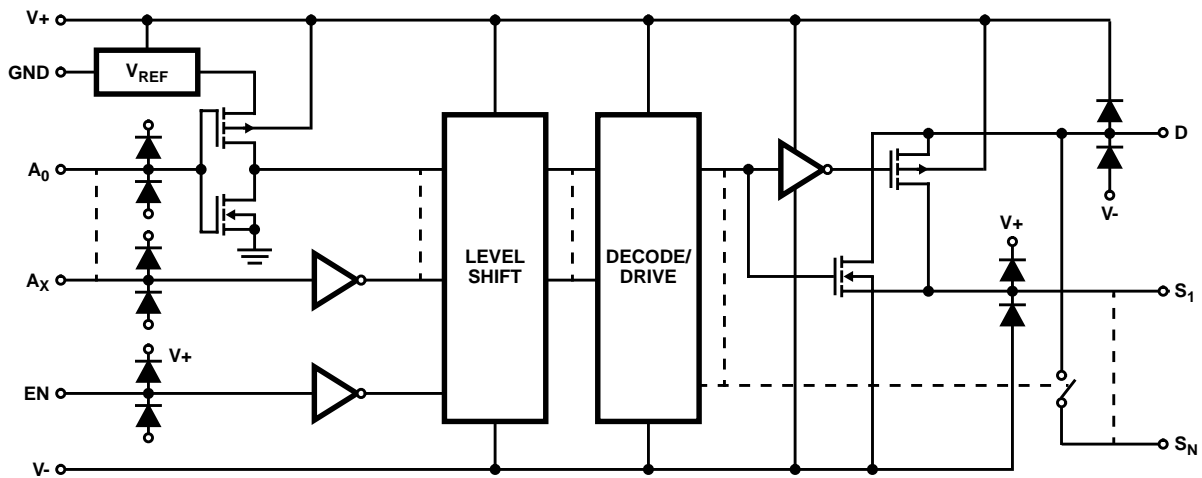 V+
GND
VREF
A0
AX
EN
V+
V-
LEVEL
SHIFT
DECODE/
DRIVE
D
V-
V+
S1
SN